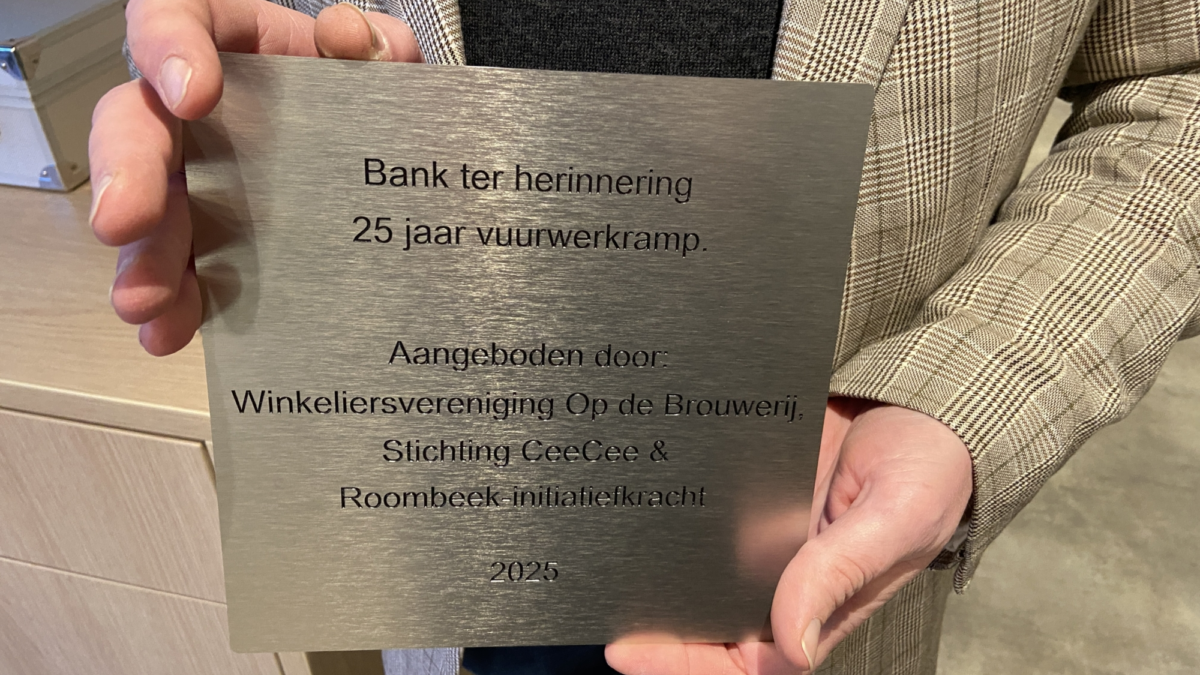 Bank ter herinnering
25 jaar vuurwerkramp.
Aangeboden door:
Winkeliersvereniging Op de Brouwerij,
Stichting CeeCee &
Roombeek-initiatiefkracht
2025